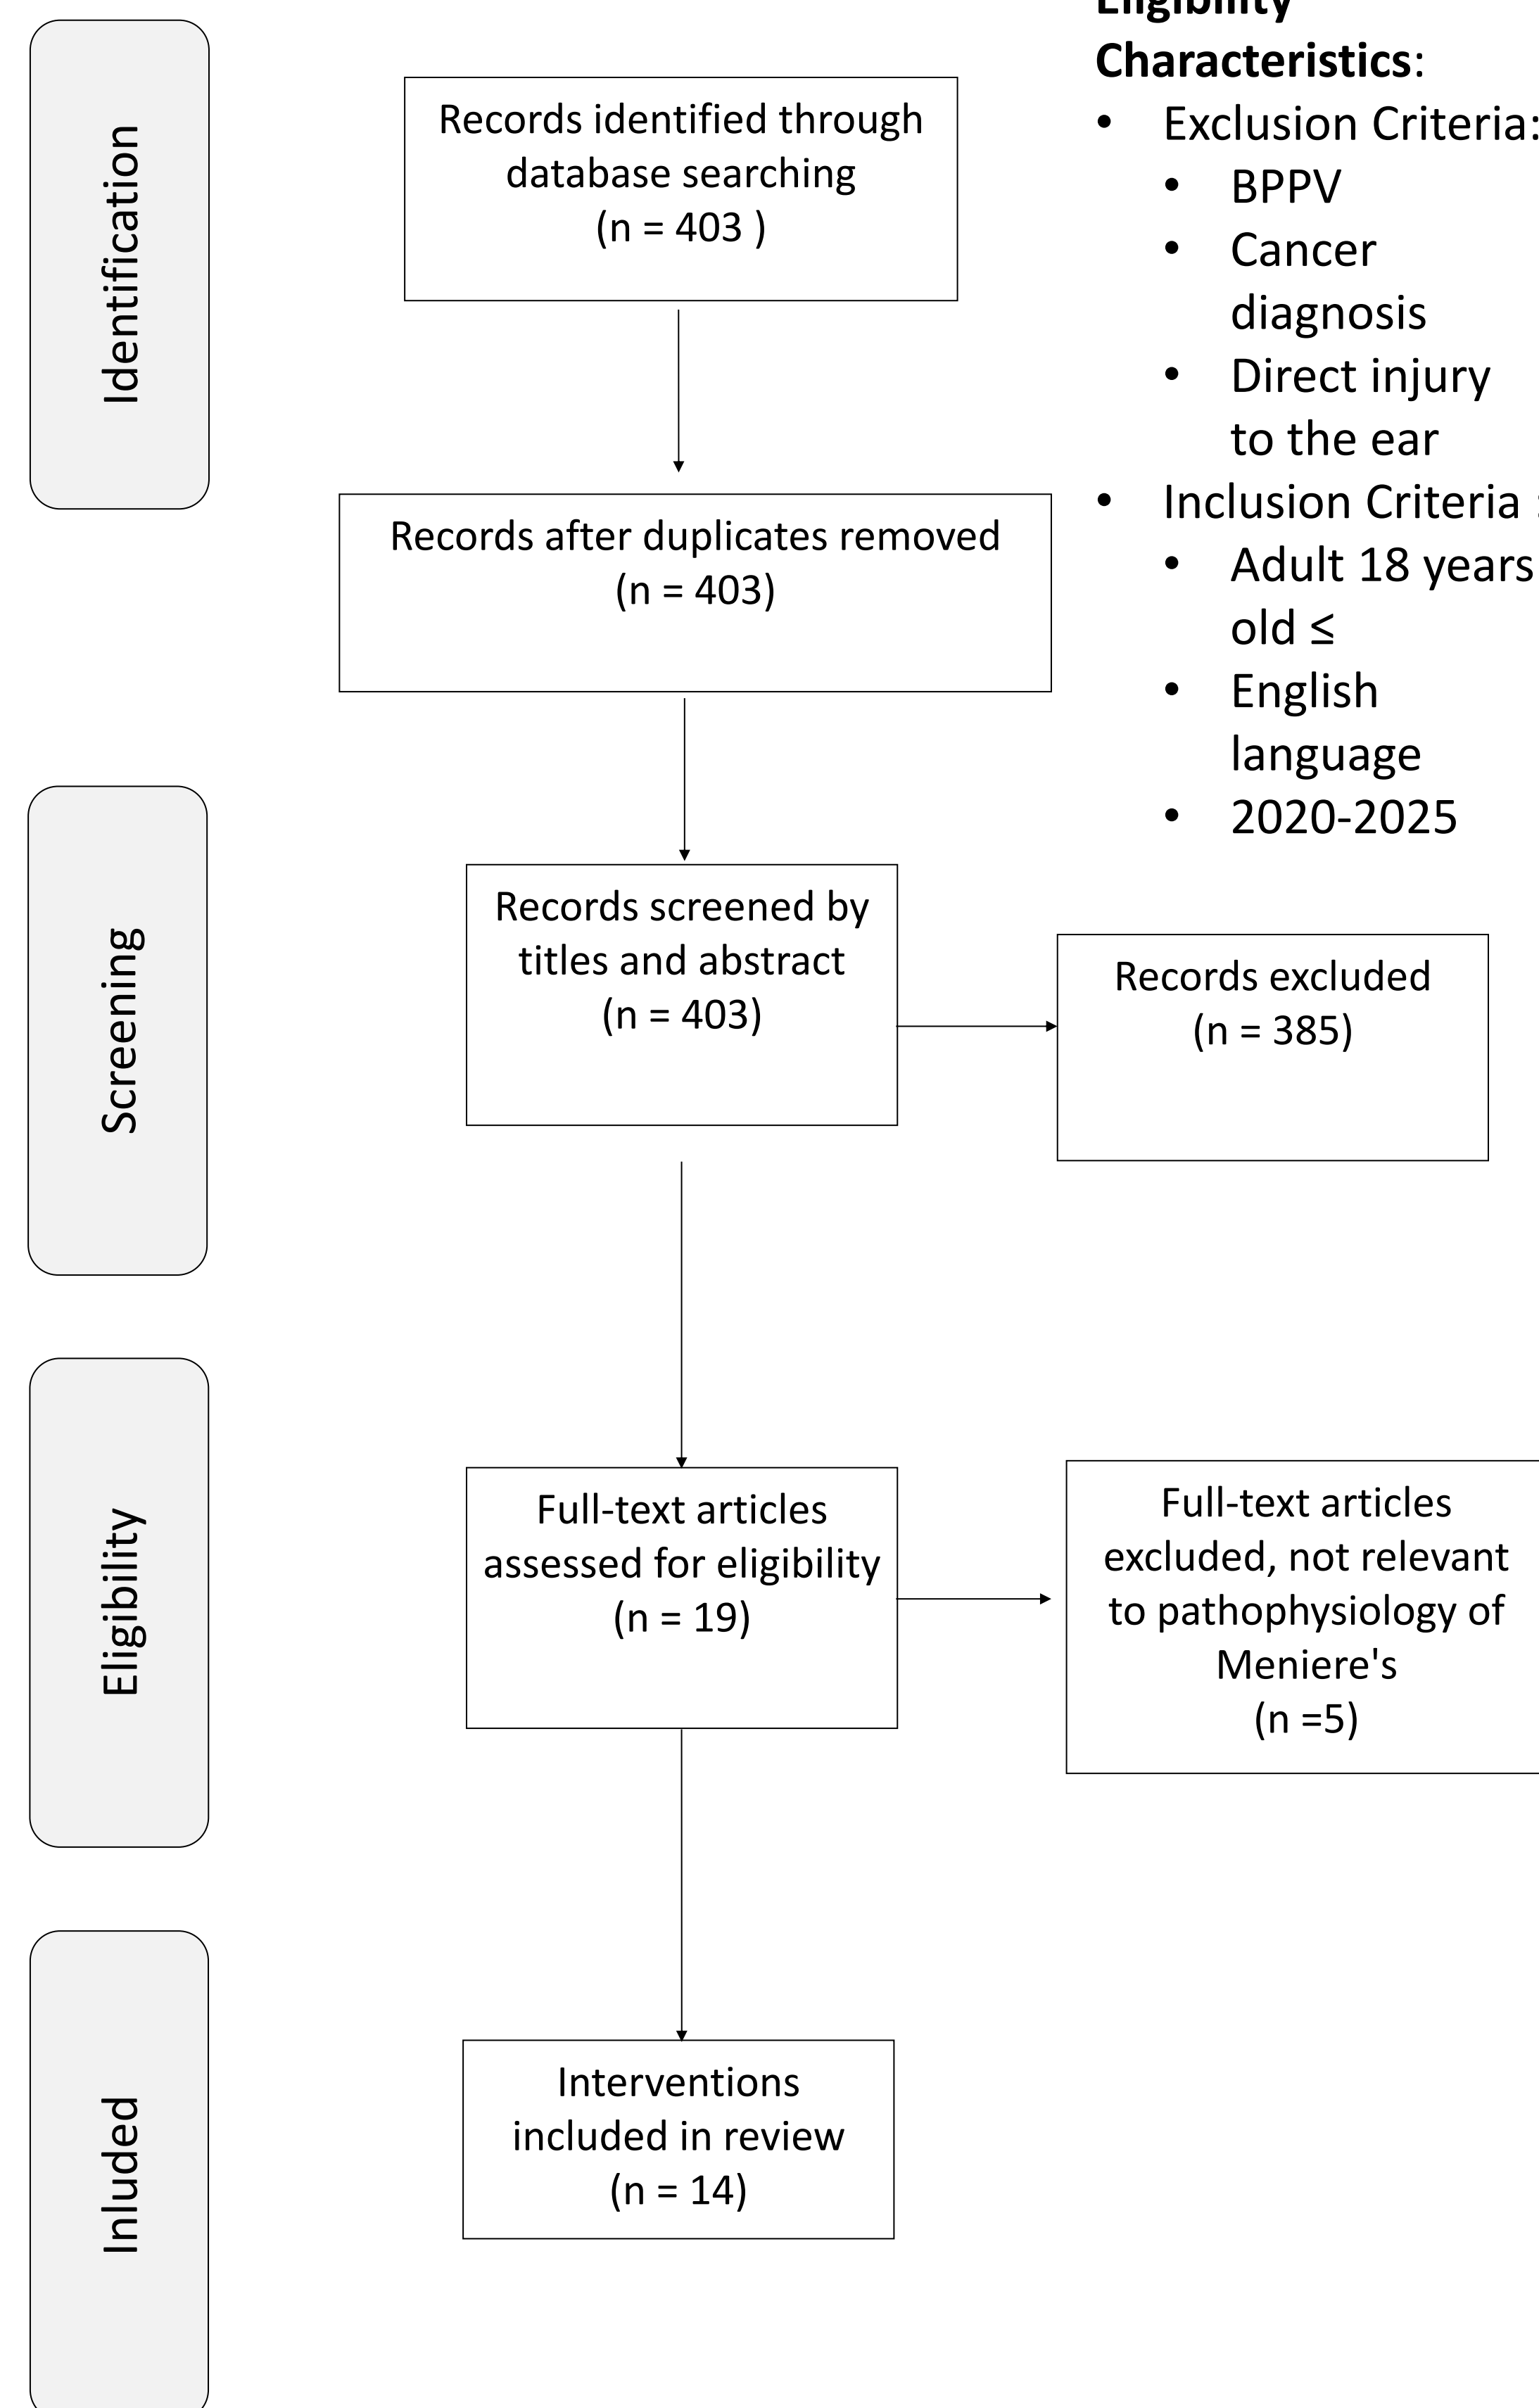 Identification
Records identified through
database searching
(n = 403 )
Records after duplicates removed
(n = 403)
Eligibility
Characteristics:
• Exclusion Criteria:
• BPPV
• Cancer
diagnosis
• Direct injury
to the ear
• Inclusion Criteria :
• Adult 18 years
old ≤
• English
language
• 2020-2025
Screening
Records screened by
titles and abstract
(n = 403)
Records excluded
(n = 385)
Eligibility
Full-text articles
assessed for eligibility
(n = 19)
Full-text articles
excluded, not relevant
to pathophysiology of
Meniere's
(n =5)
Inluded
Interventions
included in review
(n = 14)